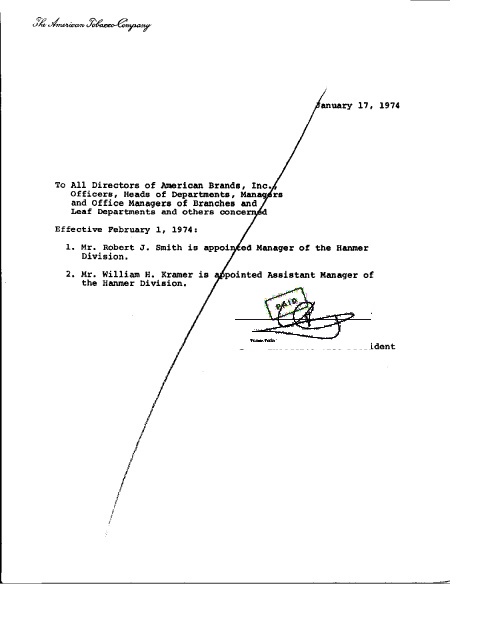 The American Tobacco Company
January 17, 1974
To All Directors of American Brands, Inc.,
Officers, Heads of Departments, Managers
and Office Managers of Branches and
Leaf Departments and others concerned
Effective February 1, 1974:
1. Mr. Robert J. Smith is appointed Manager of the Hanmer
Division.
2. Mr. William H. Kramer is appointed Assistant Manager of
the Hanmer Division.
PAID
ident